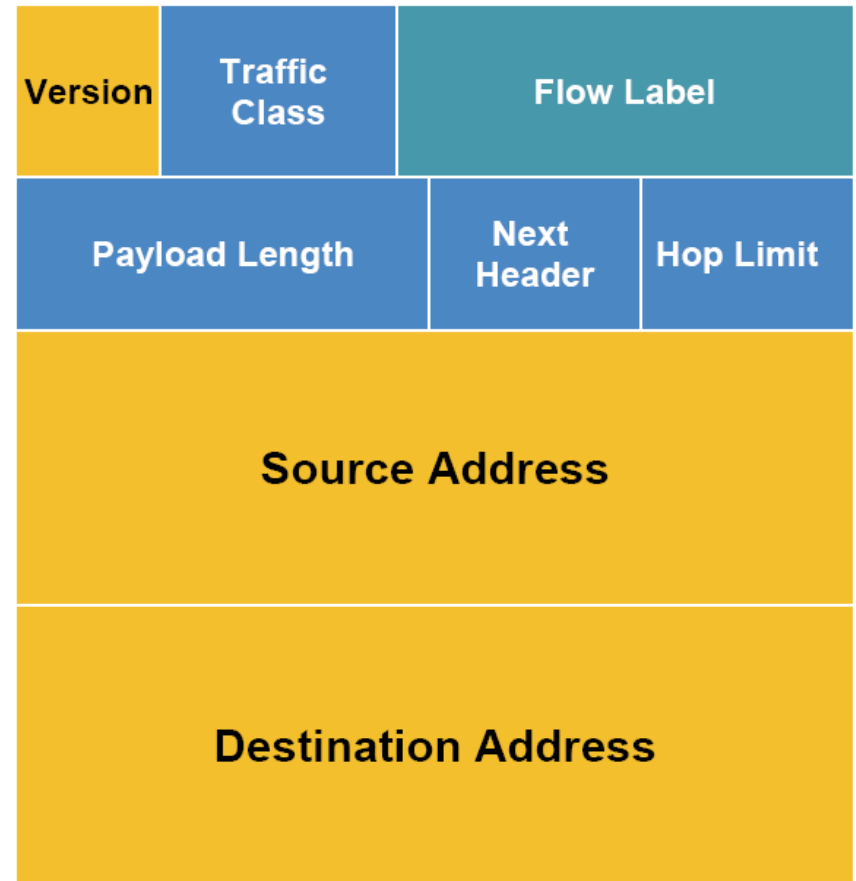 Version
Traffic
Class
Flow Label
Payload Length
Next
Header
Hop Limit
Source Address
Destination Address